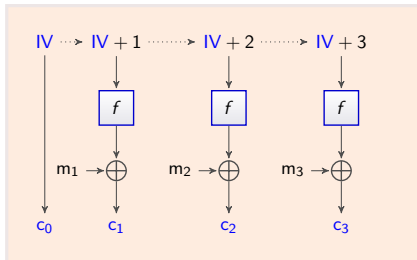 IV IV + 1 IV + 2 IV + 3
f f f
m₁ m₂ m₃
c₀ c₁ c₂ c₃